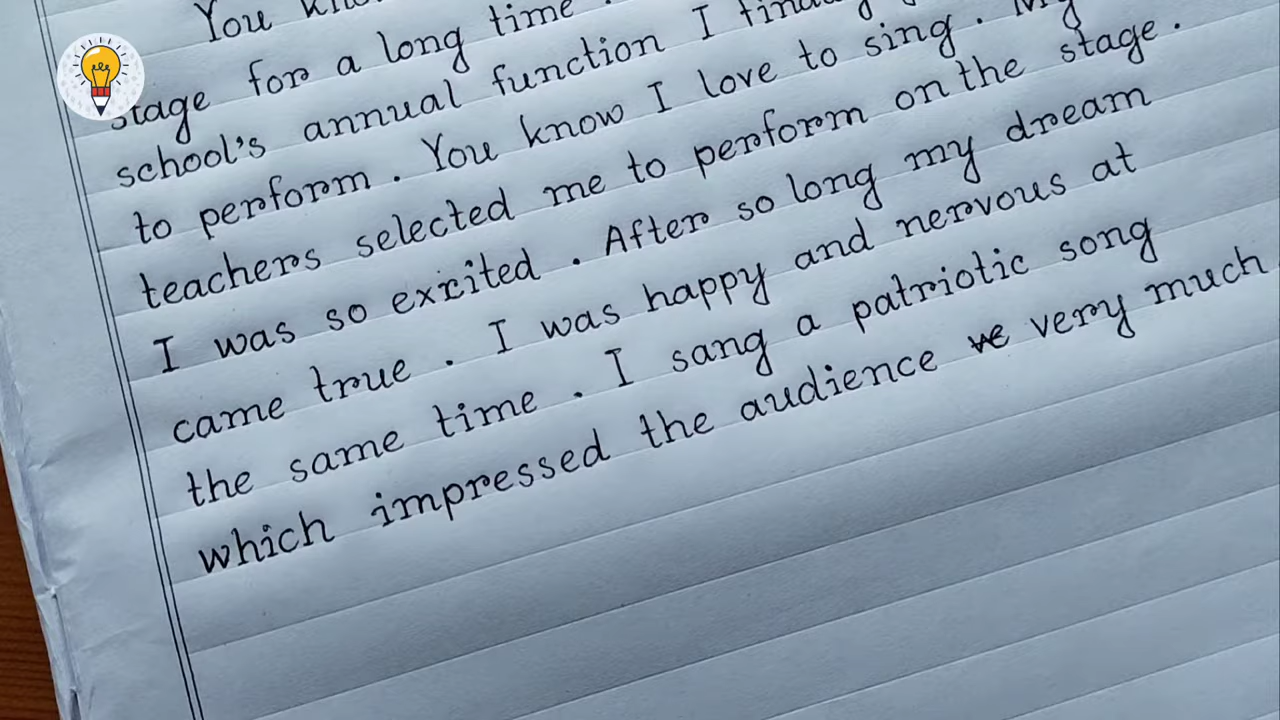 You
stage for a long time
school's annual function I
to perform. You know I love to sing. My
teachers selected me to perform on the stage.
I was so excited. After so long my dream
came true. I was happy and nervous at
the same time. I sang a patriotic song
which impressed the audience very much